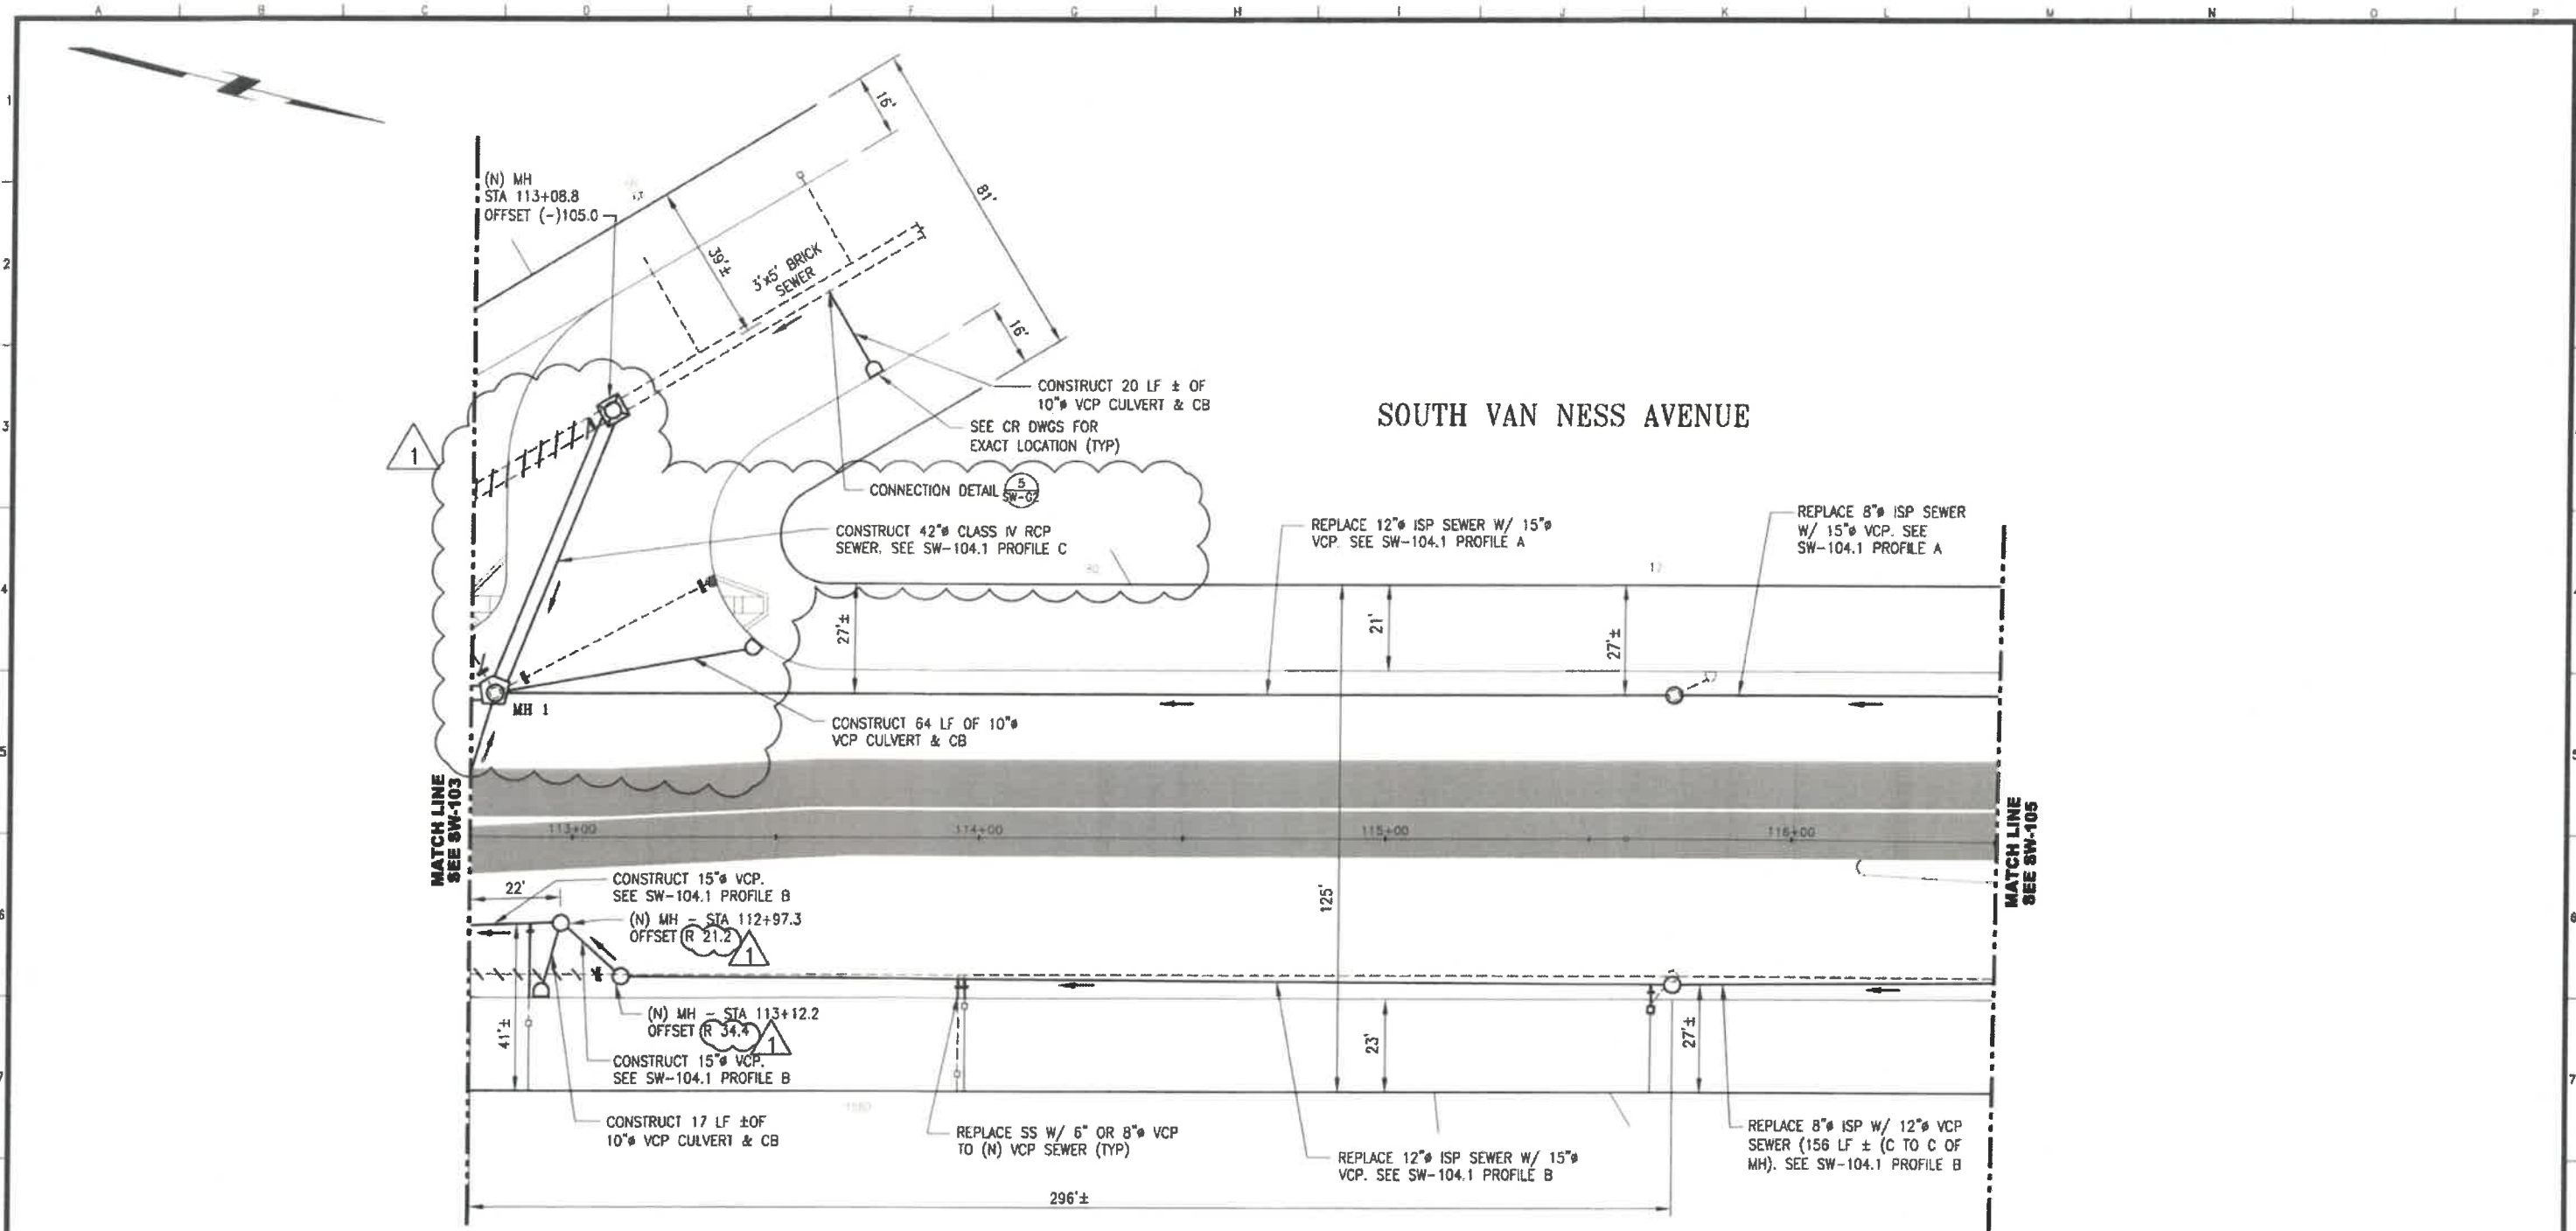 A B C D E F G H I J K L M N O P
1
2
3
4
5
6
7
(N) MH
STA 113+08.8
OFFSET (-)105.0
16'
81'
39'±
3'x5' BRICK
SEWER
16'
CONSTRUCT 20 LF ± OF
10"ø VCP CULVERT & CB
SEE CR DWGS FOR
EXACT LOCATION (TYP)
SOUTH VAN NESS AVENUE
1
CONNECTION DETAIL 5
SW-G2
CONSTRUCT 42"ø CLASS IV RCP
SEWER, SEE SW-104.1 PROFILE C
REPLACE 12"ø ISP SEWER W/ 15"ø
VCP. SEE SW-104.1 PROFILE A
REPLACE 8"ø ISP SEWER
W/ 15"ø VCP. SEE
SW-104.1 PROFILE A
27'±
21'
27'±
MH 1
CONSTRUCT 64 LF OF 10"ø
VCP CULVERT & CB
MATCH LINE
SEE SW-103
113+00
114+00
115+00
116+00
MATCH LINE
SEE SW-105
22'
CONSTRUCT 15"ø VCP.
SEE SW-104.1 PROFILE B
125'
(N) MH - STA 112+97.3
OFFSET R 21.2
1
(N) MH - STA 113+12.2
OFFSET R 34.4
1
41'±
23'
27'±
CONSTRUCT 15"ø VCP.
SEE SW-104.1 PROFILE B
CONSTRUCT 17 LF ±OF
10"ø VCP CULVERT & CB
REPLACE SS W/ 6" OR 8"ø VCP
TO (N) VCP SEWER (TYP)
REPLACE 12"ø ISP SEWER W/ 15"ø
VCP. SEE SW-104.1 PROFILE B
REPLACE 8"ø ISP W/ 12"ø VCP
SEWER (156 LF ± (C TO C OF
MH). SEE SW-104.1 PROFILE B
296'±